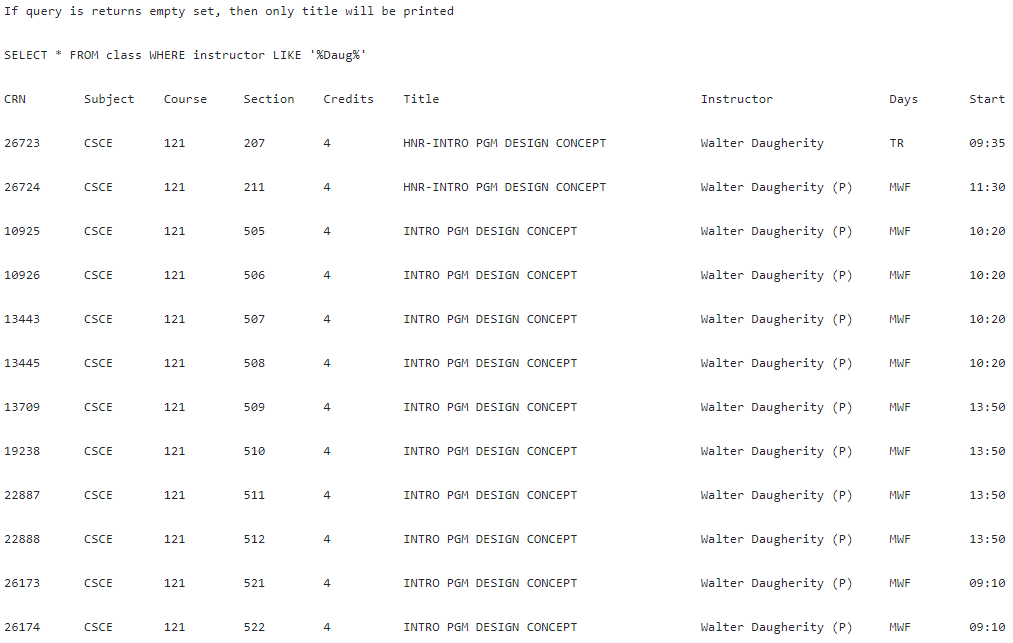 If query is returns empty set, then only title will be printed
SELECT * FROM class WHERE instructor LIKE '%Daug%'
CRN Subject Course Section Credits Title Instructor Days Start
26723 CSCE 121 207 4 HNR-INTRO PGM DESIGN CONCEPT Walter Daugherity TR 09:35
26724 CSCE 121 211 4 HNR-INTRO PGM DESIGN CONCEPT Walter Daugherity (P) MWF 11:30
10925 CSCE 121 505 4 INTRO PGM DESIGN CONCEPT Walter Daugherity (P) MWF 10:20
10926 CSCE 121 506 4 INTRO PGM DESIGN CONCEPT Walter Daugherity (P) MWF 10:20
13443 CSCE 121 507 4 INTRO PGM DESIGN CONCEPT Walter Daugherity (P) MWF 10:20
13445 CSCE 121 508 4 INTRO PGM DESIGN CONCEPT Walter Daugherity (P) MWF 10:20
13709 CSCE 121 509 4 INTRO PGM DESIGN CONCEPT Walter Daugherity (P) MWF 13:50
19238 CSCE 121 510 4 INTRO PGM DESIGN CONCEPT Walter Daugherity (P) MWF 13:50
22887 CSCE 121 511 4 INTRO PGM DESIGN CONCEPT Walter Daugherity (P) MWF 13:50
22888 CSCE 121 512 4 INTRO PGM DESIGN CONCEPT Walter Daugherity (P) MWF 13:50
26173 CSCE 121 521 4 INTRO PGM DESIGN CONCEPT Walter Daugherity (P) MWF 09:10
26174 CSCE 121 522 4 INTRO PGM DESIGN CONCEPT Walter Daugherity (P) MWF 09:10